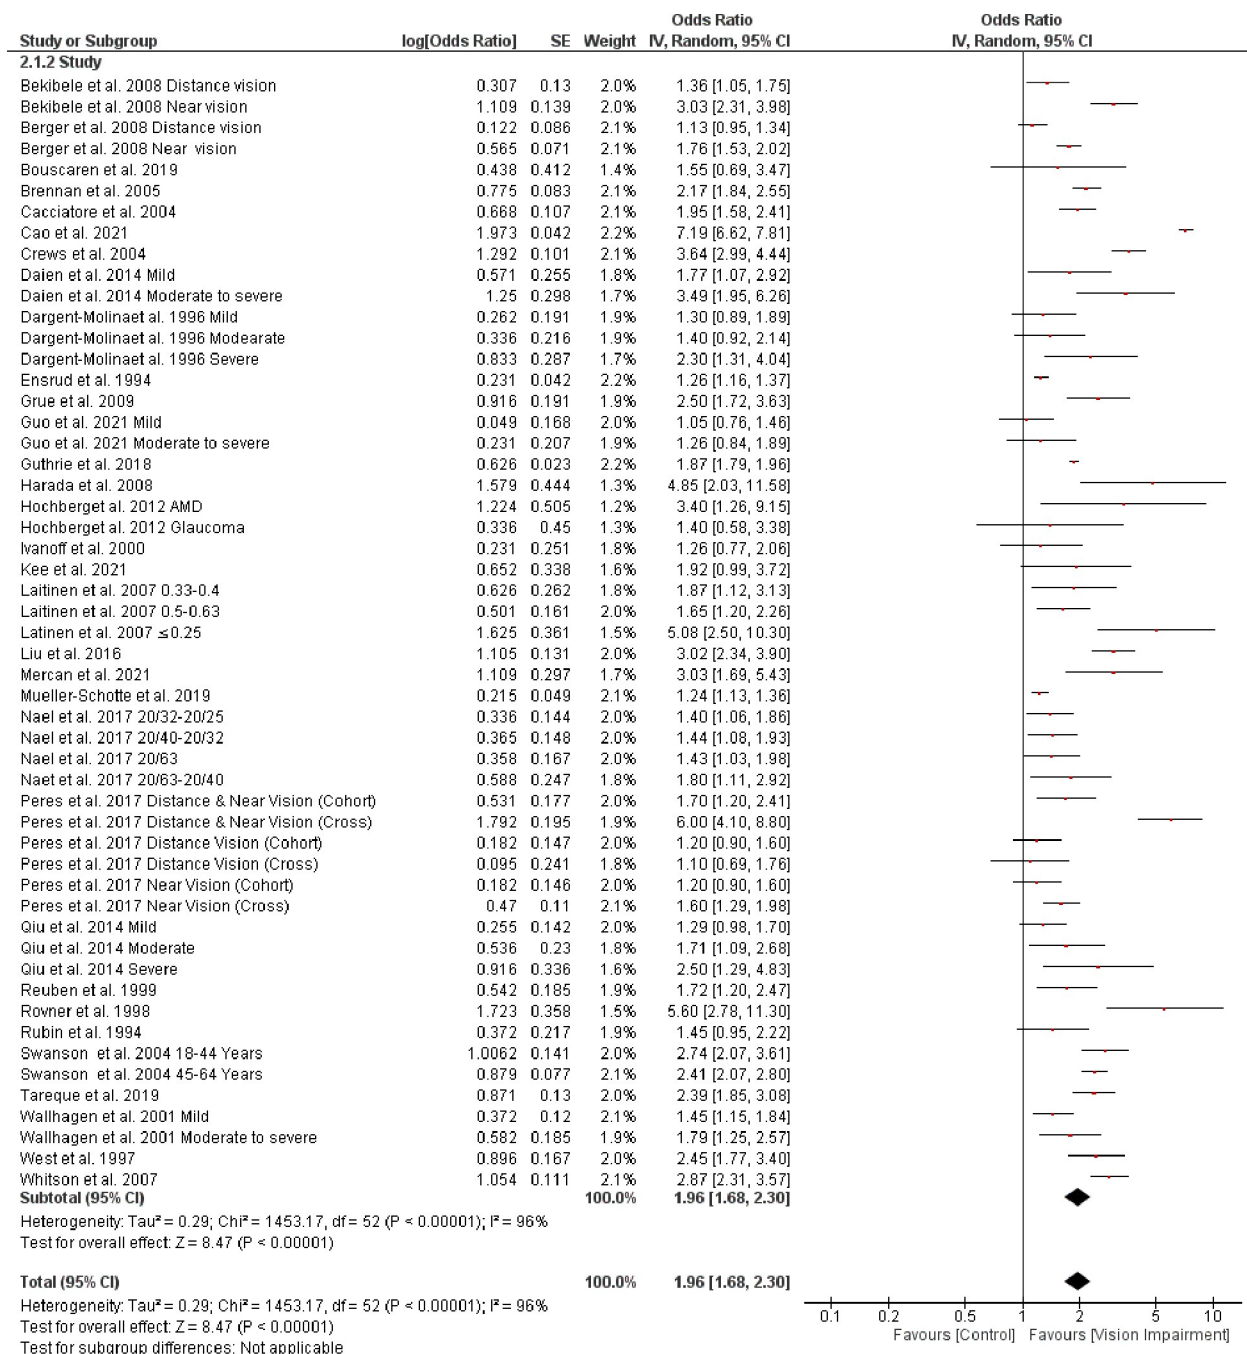 Odds Ratio Odds Ratio
Study or Subgroup log[Odds Ratio] SE Weight IV, Random, 95% CI IV, Random, 95% CI
2.1.2 Study
Bekibele et al. 2008 Distance vision 0.307 0.13 2.0% 1.36 [1.05, 1.75]
Bekibele et al. 2008 Near vision 1.109 0.139 2.0% 3.03 [2.31, 3.98]
Berger et al. 2008 Distance vision 0.122 0.086 2.1% 1.13 [0.95, 1.34]
Berger et al. 2008 Near vision 0.565 0.071 2.1% 1.76 [1.53, 2.02]
Bouscaren et al. 2019 0.438 0.412 1.4% 1.55 [0.69, 3.47]
Brennan et al. 2005 0.775 0.083 2.1% 2.17 [1.84, 2.55]
Cacciatore et al. 2004 0.668 0.107 2.1% 1.95 [1.58, 2.41]
Cao et al. 2021 1.973 0.042 2.2% 7.19 [6.62, 7.81]
Crews et al. 2004 1.292 0.101 2.1% 3.64 [2.99, 4.44]
Daien et al. 2014 Mild 0.571 0.255 1.8% 1.77 [1.07, 2.92]
Daien et al. 2014 Moderate to severe 1.25 0.298 1.7% 3.49 [1.95, 6.26]
Dargent-Molinaet al. 1996 Mild 0.262 0.191 1.9% 1.30 [0.89, 1.89]
Dargent-Molinaet al. 1996 Modearate 0.336 0.216 1.9% 1.40 [0.92, 2.14]
Dargent-Molinaet al. 1996 Severe 0.833 0.287 1.7% 2.30 [1.31, 4.04]
Ensrud et al. 1994 0.231 0.042 2.2% 1.26 [1.16, 1.37]
Grue et al. 2009 0.916 0.191 1.9% 2.50 [1.72, 3.63]
Guo et al. 2021 Mild 0.049 0.168 2.0% 1.05 [0.76, 1.46]
Guo et al. 2021 Moderate to severe 0.231 0.207 1.9% 1.26 [0.84, 1.89]
Guthrie et al. 2018 0.626 0.023 2.2% 1.87 [1.79, 1.96]
Harada et al. 2008 1.579 0.444 1.3% 4.85 [2.03, 11.58]
Hochberget al. 2012 AMD 1.224 0.505 1.2% 3.40 [1.26, 9.15]
Hochberget al. 2012 Glaucoma 0.336 0.45 1.3% 1.40 [0.58, 3.38]
Ivanoff et al. 2000 0.231 0.251 1.8% 1.26 [0.77, 2.06]
Kee et al. 2021 0.652 0.338 1.6% 1.92 [0.99, 3.72]
Laitinen et al. 2007 0.33-0.4 0.626 0.262 1.8% 1.87 [1.12, 3.13]
Laitinen et al. 2007 0.5-0.63 0.501 0.161 2.0% 1.65 [1.20, 2.26]
Latinen et al. 2007 ≤0.25 1.625 0.361 1.5% 5.08 [2.50, 10.30]
Liu et al. 2016 1.105 0.131 2.0% 3.02 [2.34, 3.90]
Mercan et al. 2021 1.109 0.297 1.7% 3.03 [1.69, 5.43]
Mueller-Schotte et al. 2019 0.215 0.049 2.1% 1.24 [1.13, 1.36]
Nael et al. 2017 20/32-20/25 0.336 0.144 2.0% 1.40 [1.06, 1.86]
Nael et al. 2017 20/40-20/32 0.365 0.148 2.0% 1.44 [1.08, 1.93]
Nael et al. 2017 20/63 0.358 0.167 2.0% 1.43 [1.03, 1.98]
Naet et al. 2017 20/63-20/40 0.588 0.247 1.8% 1.80 [1.11, 2.92]
Peres et al. 2017 Distance & Near Vision (Cohort) 0.531 0.177 2.0% 1.70 [1.20, 2.41]
Peres et al. 2017 Distance & Near Vision (Cross) 1.792 0.195 1.9% 6.00 [4.10, 8.80]
Peres et al. 2017 Distance Vision (Cohort) 0.182 0.147 2.0% 1.20 [0.90, 1.60]
Peres et al. 2017 Distance Vision (Cross) 0.095 0.241 1.8% 1.10 [0.69, 1.76]
Peres et al. 2017 Near Vision (Cohort) 0.182 0.146 2.0% 1.20 [0.90, 1.60]
Peres et al. 2017 Near Vision (Cross) 0.47 0.11 2.1% 1.60 [1.29, 1.98]
Qiu et al. 2014 Mild 0.255 0.142 2.0% 1.29 [0.98, 1.70]
Qiu et al. 2014 Moderate 0.536 0.23 1.8% 1.71 [1.09, 2.68]
Qiu et al. 2014 Severe 0.916 0.336 1.6% 2.50 [1.29, 4.83]
Reuben et al. 1999 0.542 0.185 1.9% 1.72 [1.20, 2.47]
Rovner et al. 1998 1.723 0.358 1.5% 5.60 [2.78, 11.30]
Rubin et al. 1994 0.372 0.217 1.9% 1.45 [0.95, 2.22]
Swanson et al. 2004 18-44 Years 1.0062 0.141 2.0% 2.74 [2.07, 3.61]
Swanson et al. 2004 45-64 Years 0.879 0.077 2.1% 2.41 [2.07, 2.80]
Tareque et al. 2019 0.871 0.13 2.0% 2.39 [1.85, 3.08]
Wallhagen et al. 2001 Mild 0.372 0.12 2.1% 1.45 [1.15, 1.84]
Wallhagen et al. 2001 Moderate to severe 0.582 0.185 1.9% 1.79 [1.25, 2.57]
West et al. 1997 0.896 0.167 2.0% 2.45 [1.77, 3.40]
Whitson et al. 2007 1.054 0.111 2.1% 2.87 [2.31, 3.57]
Subtotal (95% CI) 100.0% 1.96 [1.68, 2.30]
Heterogeneity: Tau² = 0.29; Chi² = 1453.17, df = 52 (P < 0.00001); I² = 96%
Test for overall effect: Z = 8.47 (P < 0.00001)
Total (95% CI) 100.0% 1.96 [1.68, 2.30]
Heterogeneity: Tau² = 0.29; Chi² = 1453.17, df = 52 (P < 0.00001); I² = 96%
Test for overall effect: Z = 8.47 (P < 0.00001)
Test for subgroup differences: Not applicable
0.1 0.2 0.5 1 2 5 10
Favours [Control] Favours [Vision Impairment]